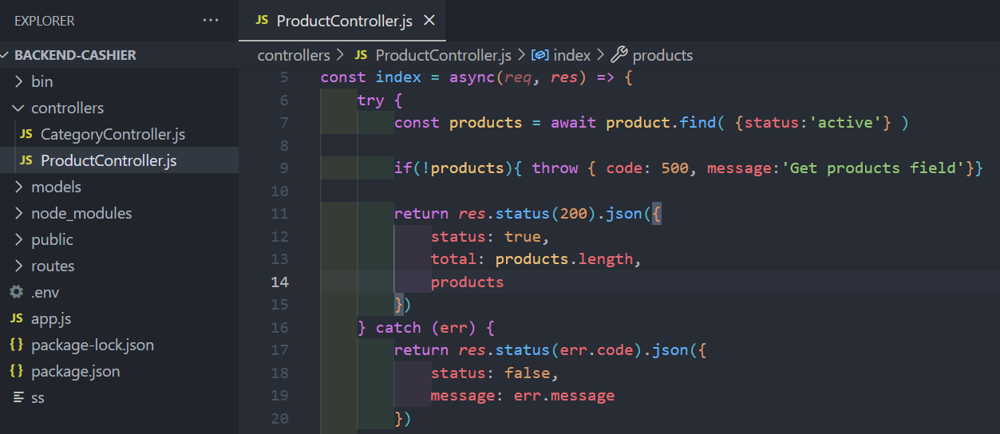 EXPLORER
···
JS ProductController.js
BACKEND-CASHIER
bin
controllers
JS CategoryController.js
JS ProductController.js
models
node_modules
public
routes
.env
JS app.js
{} package-lock.json
{} package.json
ss
controllers > JS ProductController.js > index > products
5 const index = async(req, res) => {
6 try {
7 const products = await product.find( {status:'active'} )
8
9 if(!products){ throw { code: 500, message:'Get products field'}}
10
11 return res.status(200).json({
12 status: true,
13 total: products.length,
14 products
15 })
16 } catch (err) {
17 return res.status(err.code).json({
18 status: false,
19 message: err.message
20 })